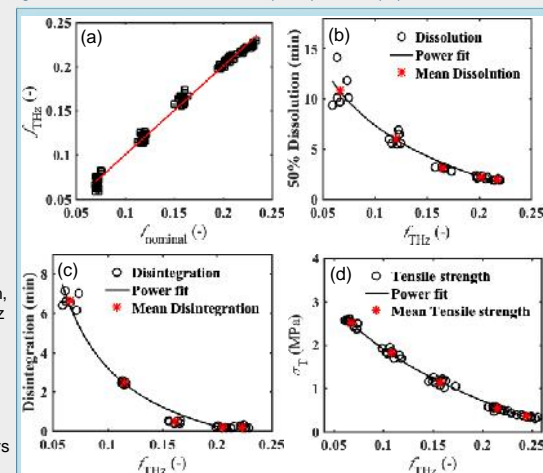 (a)
0.25
0.2
0.15
0.1
0.05
0.05 0.1 0.15 0.2 0.25
f_THz (-)
f_nominal (-)
(b)
Dissolution
Power fit
Mean Dissolution
15
10
5
0
0.05 0.1 0.15 0.2
50% Dissolution (min)
f_THz (-)
(c)
Disintegration
Power fit
Mean Disintegration
8
6
4
2
0
0.05 0.1 0.15 0.2 0.25
Disintegration (min)
f_THz (-)
(d)
Tensile strength
Power fit
Mean Tensile strength
4
3
2
1
0
0.05 0.1 0.15 0.2 0.25
σ_T (MPa)
f_THz (-)